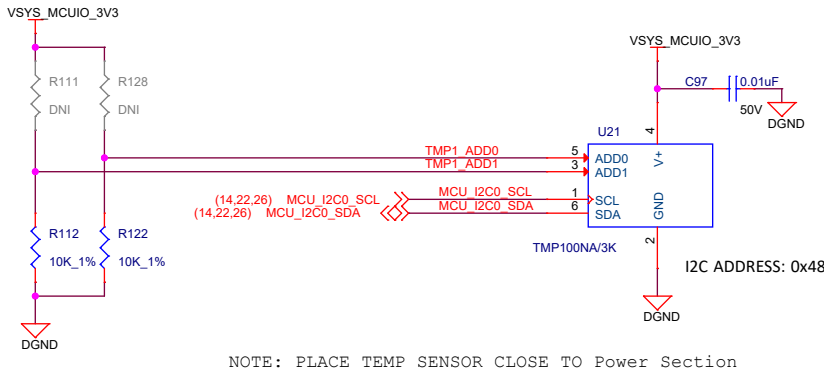 VSYS_MCUIO_3V3
R111
DNI
R128
DNI
R112
10K_1%
R122
10K_1%
DGND
TMP1_ADD0
TMP1_ADD1
(14,22,26) MCU_I2C0_SCL
(14,22,26) MCU_I2C0_SDA
MCU_I2C0_SCL
MCU_I2C0_SDA
VSYS_MCUIO_3V3
C97 0.01uF
50V
DGND
U21
4
V+
5 ADD0
3 ADD1
1 SCL
6 SDA
GND
2
TMP100NA/3K
I2C ADDRESS: 0x48
DGND
NOTE: PLACE TEMP SENSOR CLOSE TO Power Section